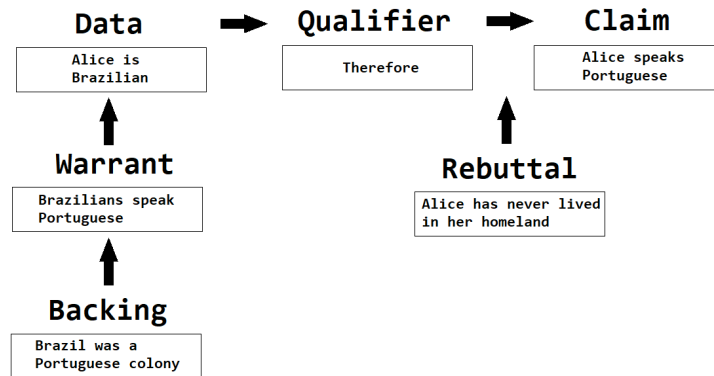 Data
Qualifier
Claim
Alice is
Brazilian
Therefore
Alice speaks
Portuguese
Warrant
Brazilians speak
Portuguese
Rebuttal
Alice has never lived
in her homeland
Backing
Brazil was a
Portuguese colony